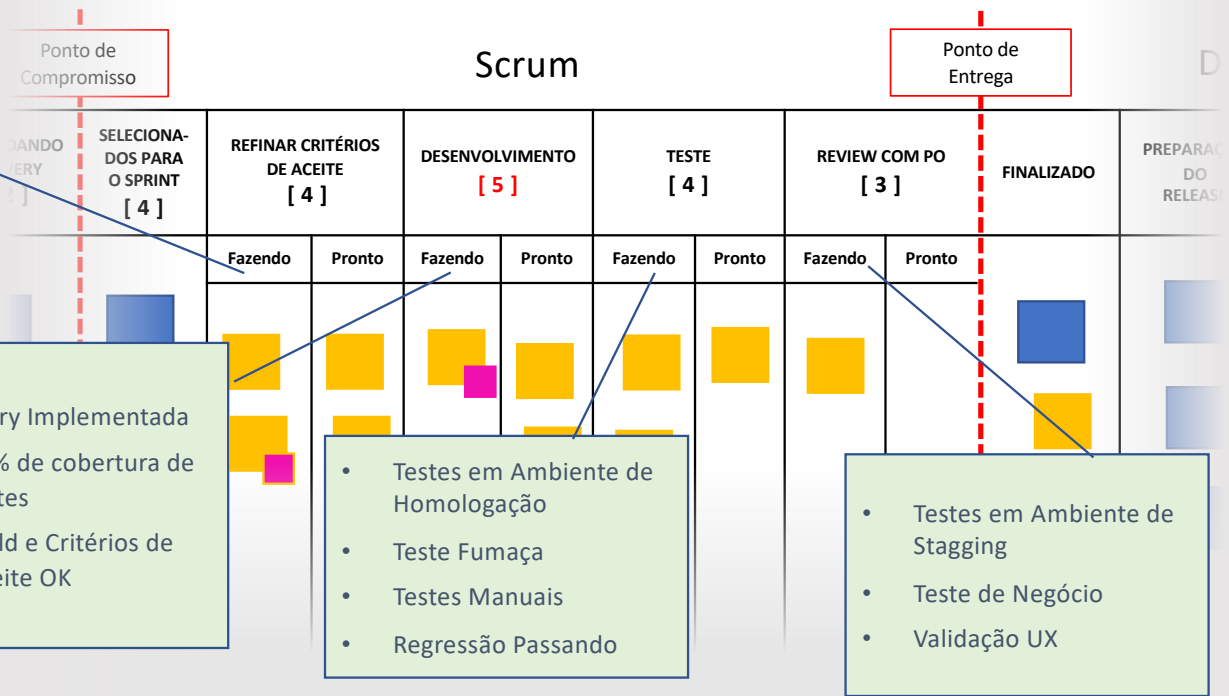 Ponto de
Compromisso
Scrum
Ponto de
Entrega
D
SELECIONA-
DOS PARA
O SPRINT
[ 4 ]
REFINAR CRITÉRIOS
DE ACEITE
[ 4 ]
DESENVOLVIMENTO
[ 5 ]
TESTE
[ 4 ]
REVIEW COM PO
[ 3 ]
FINALIZADO
PREPARAÇ
DO
RELEASE
Fazendo Pronto Fazendo Pronto Fazendo Pronto Fazendo Pronto
ry Implementada
% de cobertura de
tes
ld e Critérios de
eite OK
• Testes em Ambiente de
Homologação
• Teste Fumaça
• Testes Manuais
• Regressão Passando
• Testes em Ambiente de
Stagging
• Teste de Negócio
• Validação UX